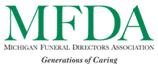 MFDA
MICHIGAN FUNERAL DIRECTORS ASSOCIATION
Generations of Caring